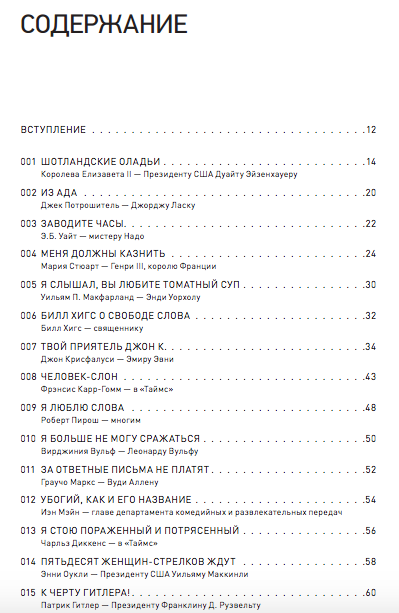 СОДЕРЖАНИЕ
ВСТУПЛЕНИЕ . . . . . . . . . . . . . . . . . . . . . . . . . . . . . . . . . . . . . . 12
001 ШОТЛАНДСКИЕ ОЛАДЬИ . . . . . . . . . . . . . . . . . . . . . . . . . . . . 14
Королева Елизавета II — Президенту США Дуайту Эйзенхауеру
002 ИЗ АДА . . . . . . . . . . . . . . . . . . . . . . . . . . . . . . . . . . . . . . . 20
Джек Потрошитель — Джорджу Ласку
003 ЗАВОДИТЕ ЧАСЫ. . . . . . . . . . . . . . . . . . . . . . . . . . . . . . . . . 22
Э.Б. Уайт — мистеру Надо
004 МЕНЯ ДОЛЖНЫ КАЗНИТЬ . . . . . . . . . . . . . . . . . . . . . . . . . . . 24
Мария Стюарт — Генри III, королю Франции
005 Я СЛЫШАЛ, ВЫ ЛЮБИТЕ ТОМАТНЫЙ СУП . . . . . . . . . . . . . . . . . 30
Уильям П. Макфарланд — Энди Уорхолу
006 БИЛЛ ХИГС О СВОБОДЕ СЛОВА . . . . . . . . . . . . . . . . . . . . . . . 32
Билл Хигс — священнику
007 ТВОЙ ПРИЯТЕЛЬ ДЖОН К. . . . . . . . . . . . . . . . . . . . . . . . . . . . 34
Джон Крисфалуси — Эмиру Эвни
008 ЧЕЛОВЕК-СЛОН . . . . . . . . . . . . . . . . . . . . . . . . . . . . . . . . . . 43
Фрэнсис Карр-Гомм — в «Таймс»
009 Я ЛЮБЛЮ СЛОВА . . . . . . . . . . . . . . . . . . . . . . . . . . . . . . . . . 48
Роберт Пирош — многим
010 Я БОЛЬШЕ НЕ МОГУ СРАЖАТЬСЯ . . . . . . . . . . . . . . . . . . . . . . 50
Вирджиния Вульф — Леонарду Вульфу
011 ЗА ОТВЕТНЫЕ ПИСЬМА НЕ ПЛАТЯТ . . . . . . . . . . . . . . . . . . . . . 52
Граучо Маркс — Вуди Аллену
012 УБОГИЙ, КАК И ЕГО НАЗВАНИЕ . . . . . . . . . . . . . . . . . . . . . . . 54
Иэн Мэйн — главе департамента комедийных и развлекательных передач
013 Я СТОЮ ПОРАЖЕННЫЙ И ПОТРЯСЕННЫЙ . . . . . . . . . . . . . . . . . 56
Чарльз Диккенс — в «Таймс»
014 ПЯТЬДЕСЯТ ЖЕНЩИН-СТРЕЛКОВ ЖДУТ . . . . . . . . . . . . . . . . . . 58
Энни Оукли — Президенту США Уильяму Маккинли
015 К ЧЕРТУ ГИТЛЕРА! . . . . . . . . . . . . . . . . . . . . . . . . . . . . . . . . 60
Патрик Гитлер — Президенту Франклину Д. Рузвельту